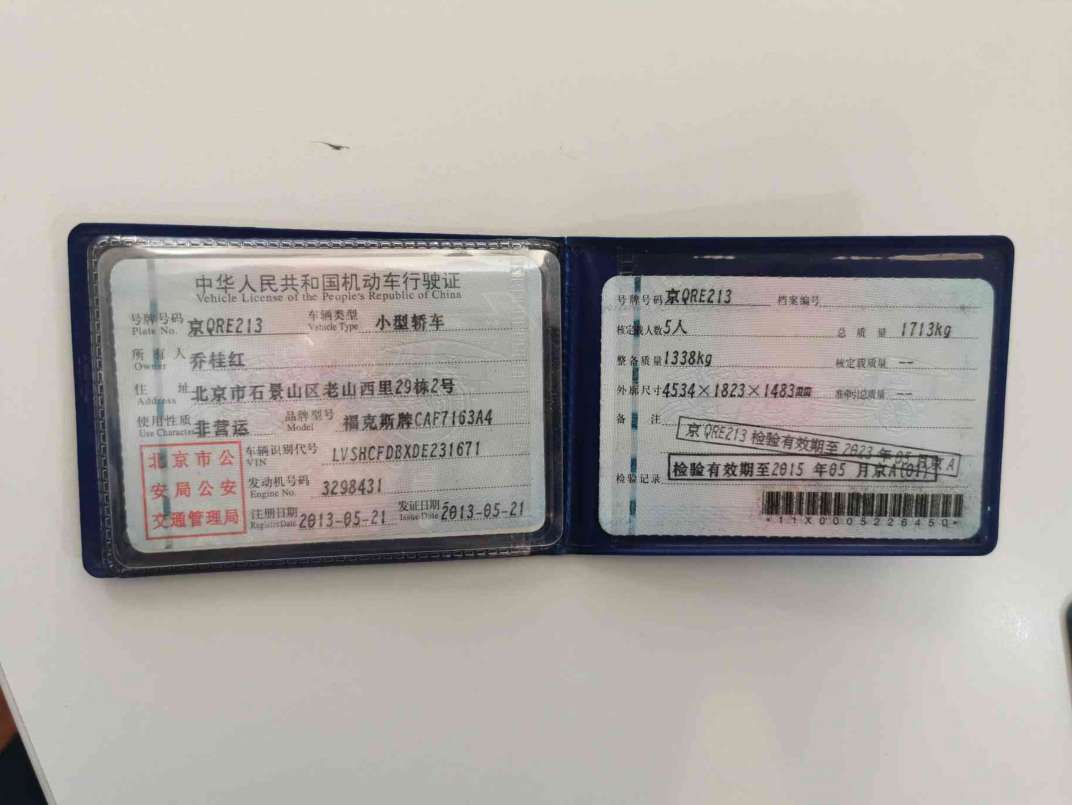 中华人民共和国机动车行驶证
Vehicle License of the People's Republic of China
号牌号码 京QRE213 车辆类型 小型轿车
Plate No. Vehicle Type
所有人 乔桂红
Owner
住址 北京市石景山区老山西里29栋2号
Address
使用性质 非营运 品牌型号 福克斯牌CAF7163A4
Use Character Model
北京市公安局公安交通管理局
车辆识别代号 LVSHCFDBXDE231671
VIN
发动机号码 3298431
Engine No.
注册日期 2013-05-21 发证日期 2013-05-21
Register Date Issue Date
号牌号码 京QRE213 档案编号
核定载人数 5人 总质量 1713kg
整备质量 1338kg 核定载质量 --
外廓尺寸 4534×1823×1483mm 准牵引总质量 --
备注
京QRE213 检验有效期至 2023 年 05 月 京A
检验记录 检验有效期至2015 年05 月京A(01)
*11X0005226450*